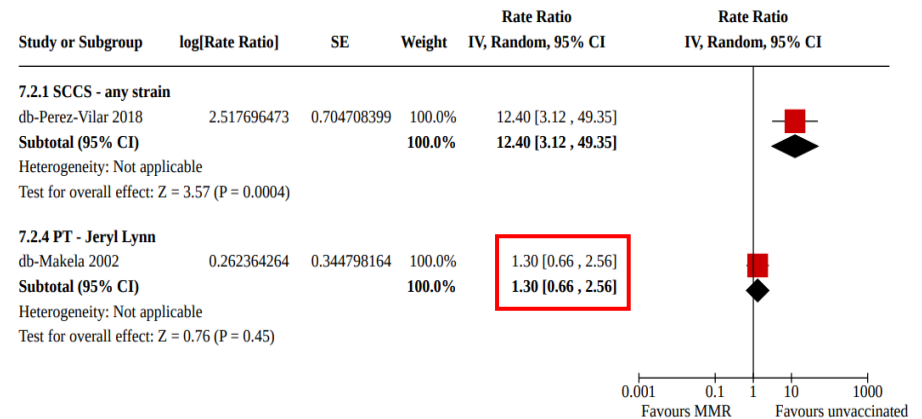 Rate Ratio Rate Ratio
Study or Subgroup log[Rate Ratio] SE Weight IV, Random, 95% CI IV, Random, 95% CI
7.2.1 SCCS - any strain
db-Perez-Vilar 2018 2.517696473 0.704708399 100.0% 12.40 [3.12 , 49.35]
Subtotal (95% CI) 100.0% 12.40 [3.12 , 49.35]
Heterogeneity: Not applicable
Test for overall effect: Z = 3.57 (P = 0.0004)
7.2.4 PT - Jeryl Lynn
db-Makela 2002 0.262364264 0.344798164 100.0% 1.30 [0.66 , 2.56]
Subtotal (95% CI) 100.0% 1.30 [0.66 , 2.56]
Heterogeneity: Not applicable
Test for overall effect: Z = 0.76 (P = 0.45)
0.001 0.1 1 10 1000
Favours MMR Favours unvaccinated